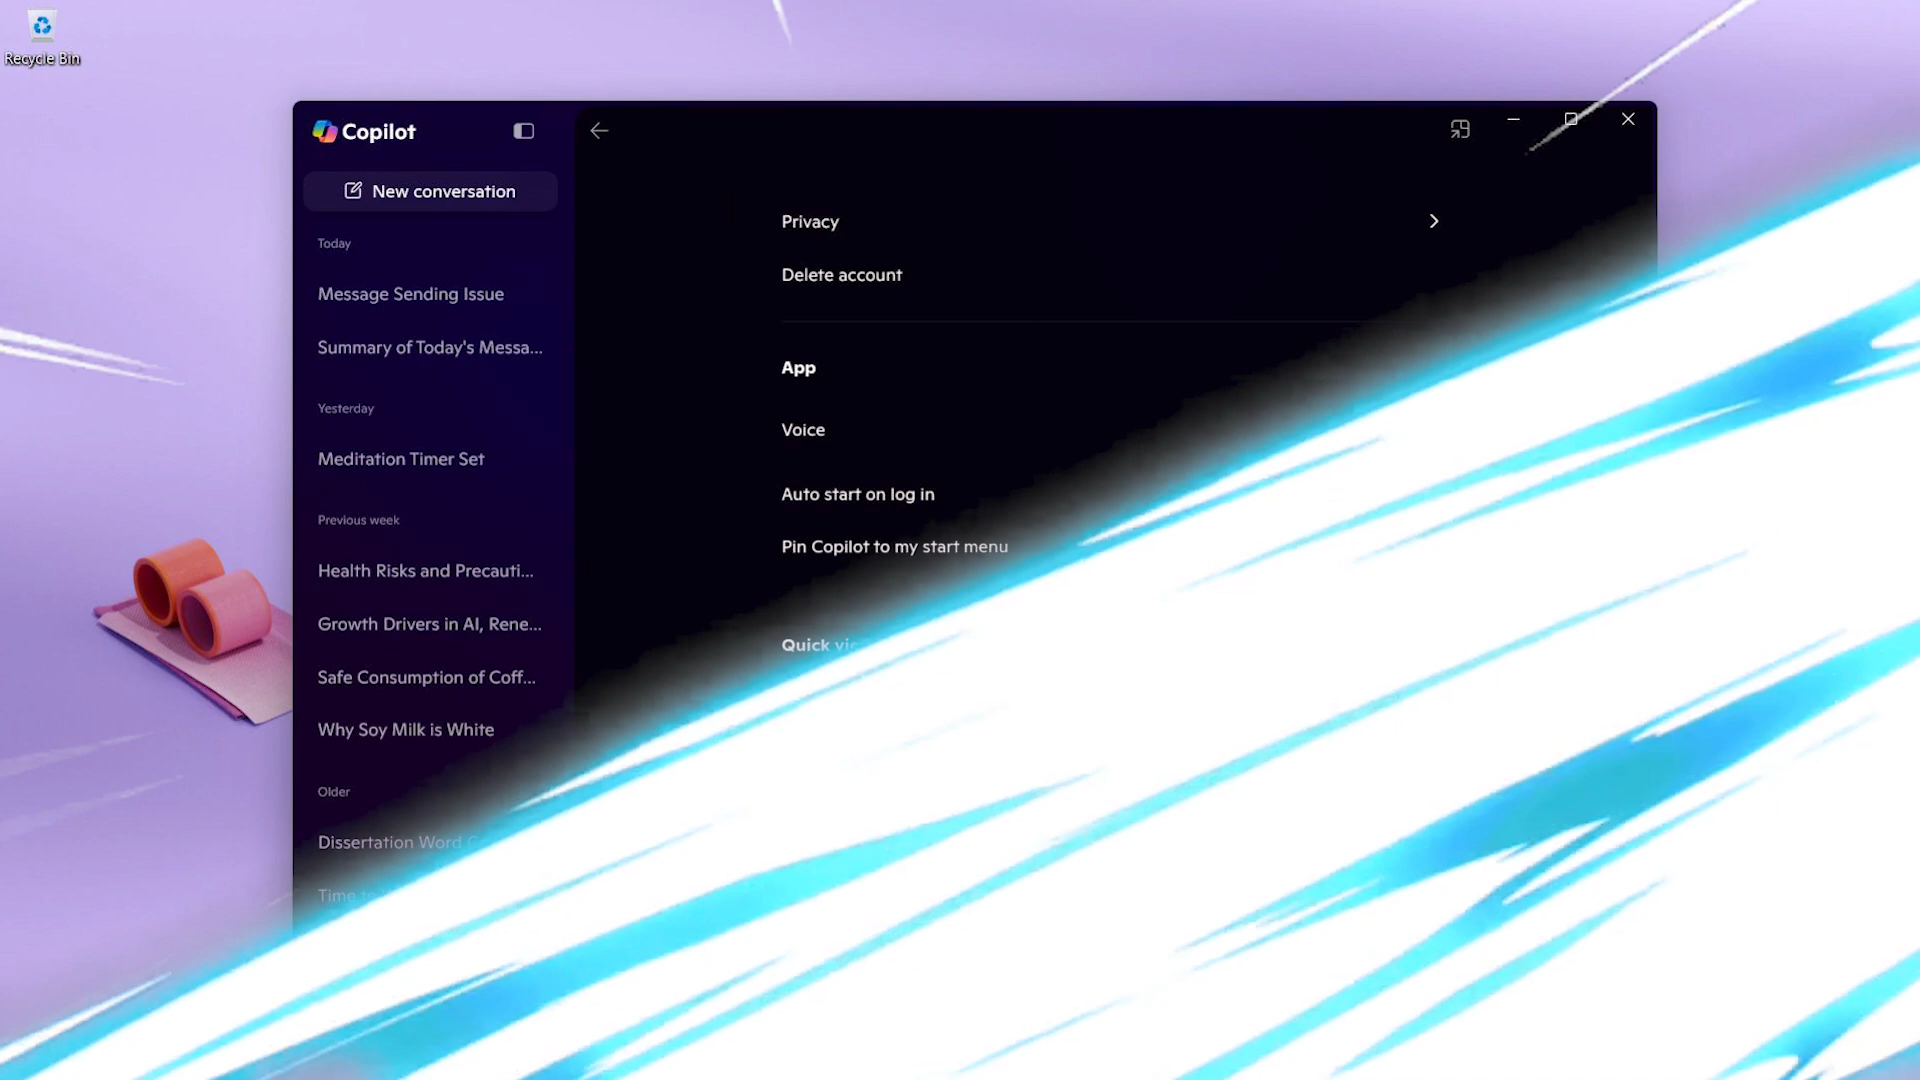 Recycle Bin
Copilot
New conversation
Today
Message Sending Issue
Summary of Today's Messa...
Yesterday
Meditation Timer Set
Previous week
Health Risks and Precauti...
Growth Drivers in AI, Rene...
Safe Consumption of Coff...
Why Soy Milk is White
Older
Dissertation Word
Time
Privacy
Delete account
App
Voice
Auto start on log in
Pin Copilot to my start menu
Quick